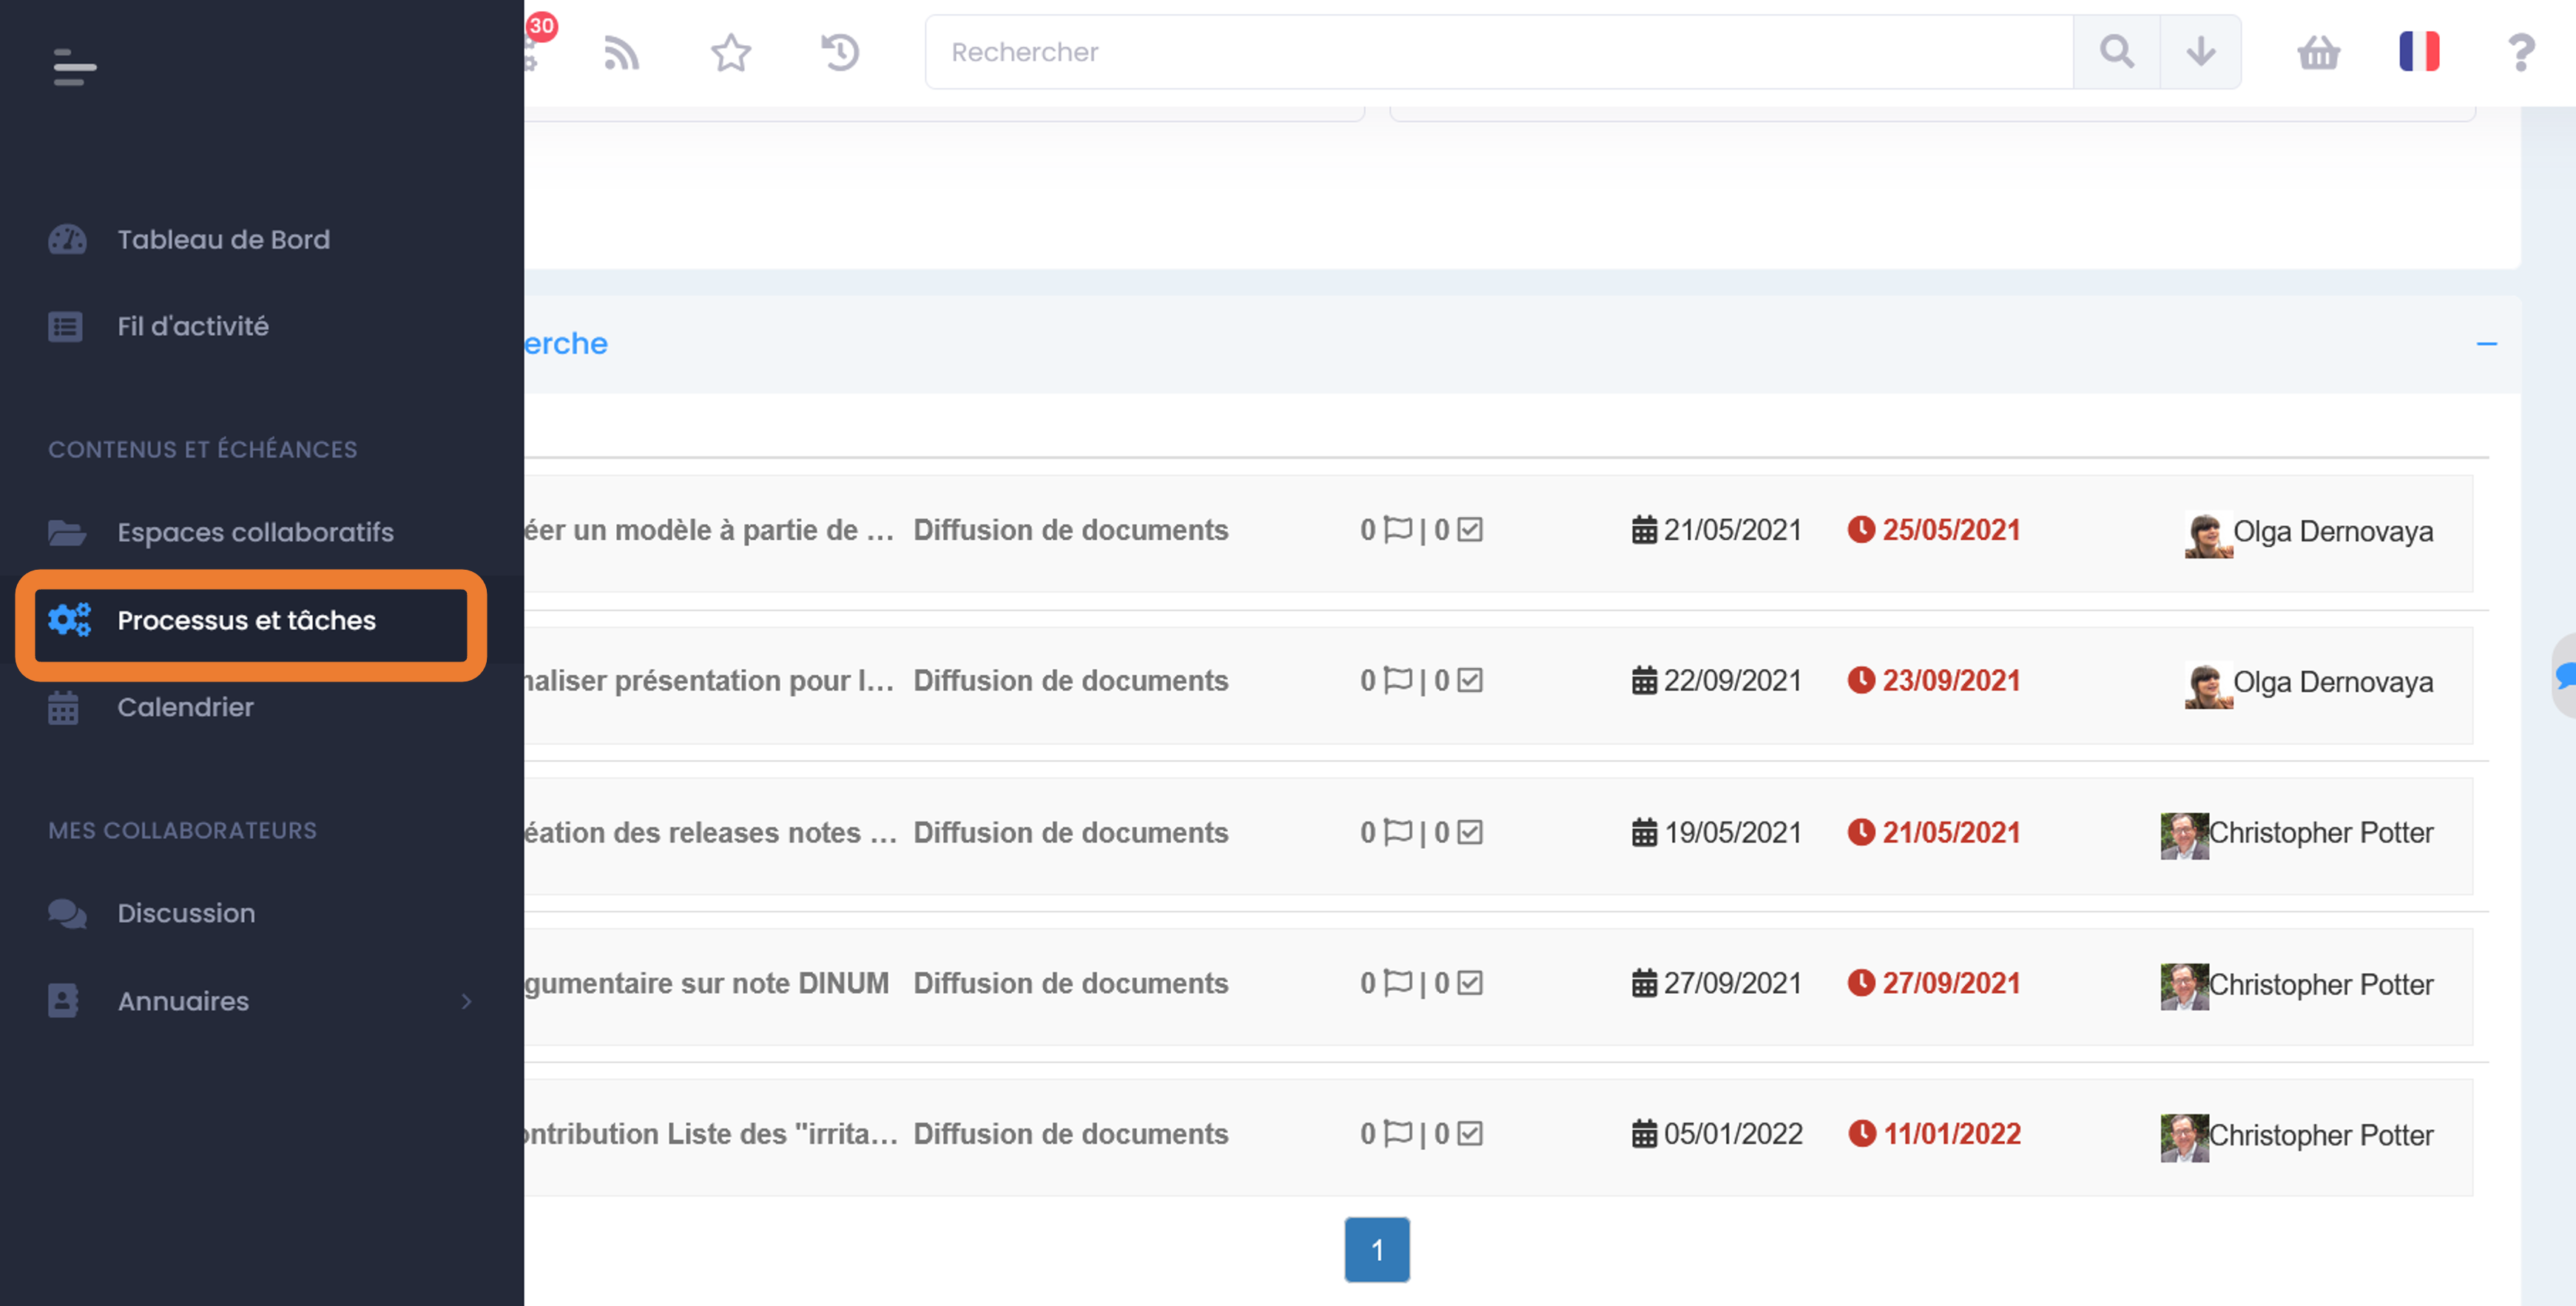 30
Rechercher
Tableau de Bord
Fil d'activité
CONTENUS ET ÉCHÉANCES
Espaces collaboratifs
Processus et tâches
Calendrier
MES COLLABORATEURS
Discussion
Annuaires
erche
éer un modèle à partie de ... Diffusion de documents 0 | 0 21/05/2021 25/05/2021 Olga Dernovaya
naliser présentation pour l... Diffusion de documents 0 | 0 22/09/2021 23/09/2021 Olga Dernovaya
éation des releases notes ... Diffusion de documents 0 | 0 19/05/2021 21/05/2021 Christopher Potter
gumentaire sur note DINUM Diffusion de documents 0 | 0 27/09/2021 27/09/2021 Christopher Potter
ontribution Liste des "irrita... Diffusion de documents 0 | 0 05/01/2022 11/01/2022 Christopher Potter
1